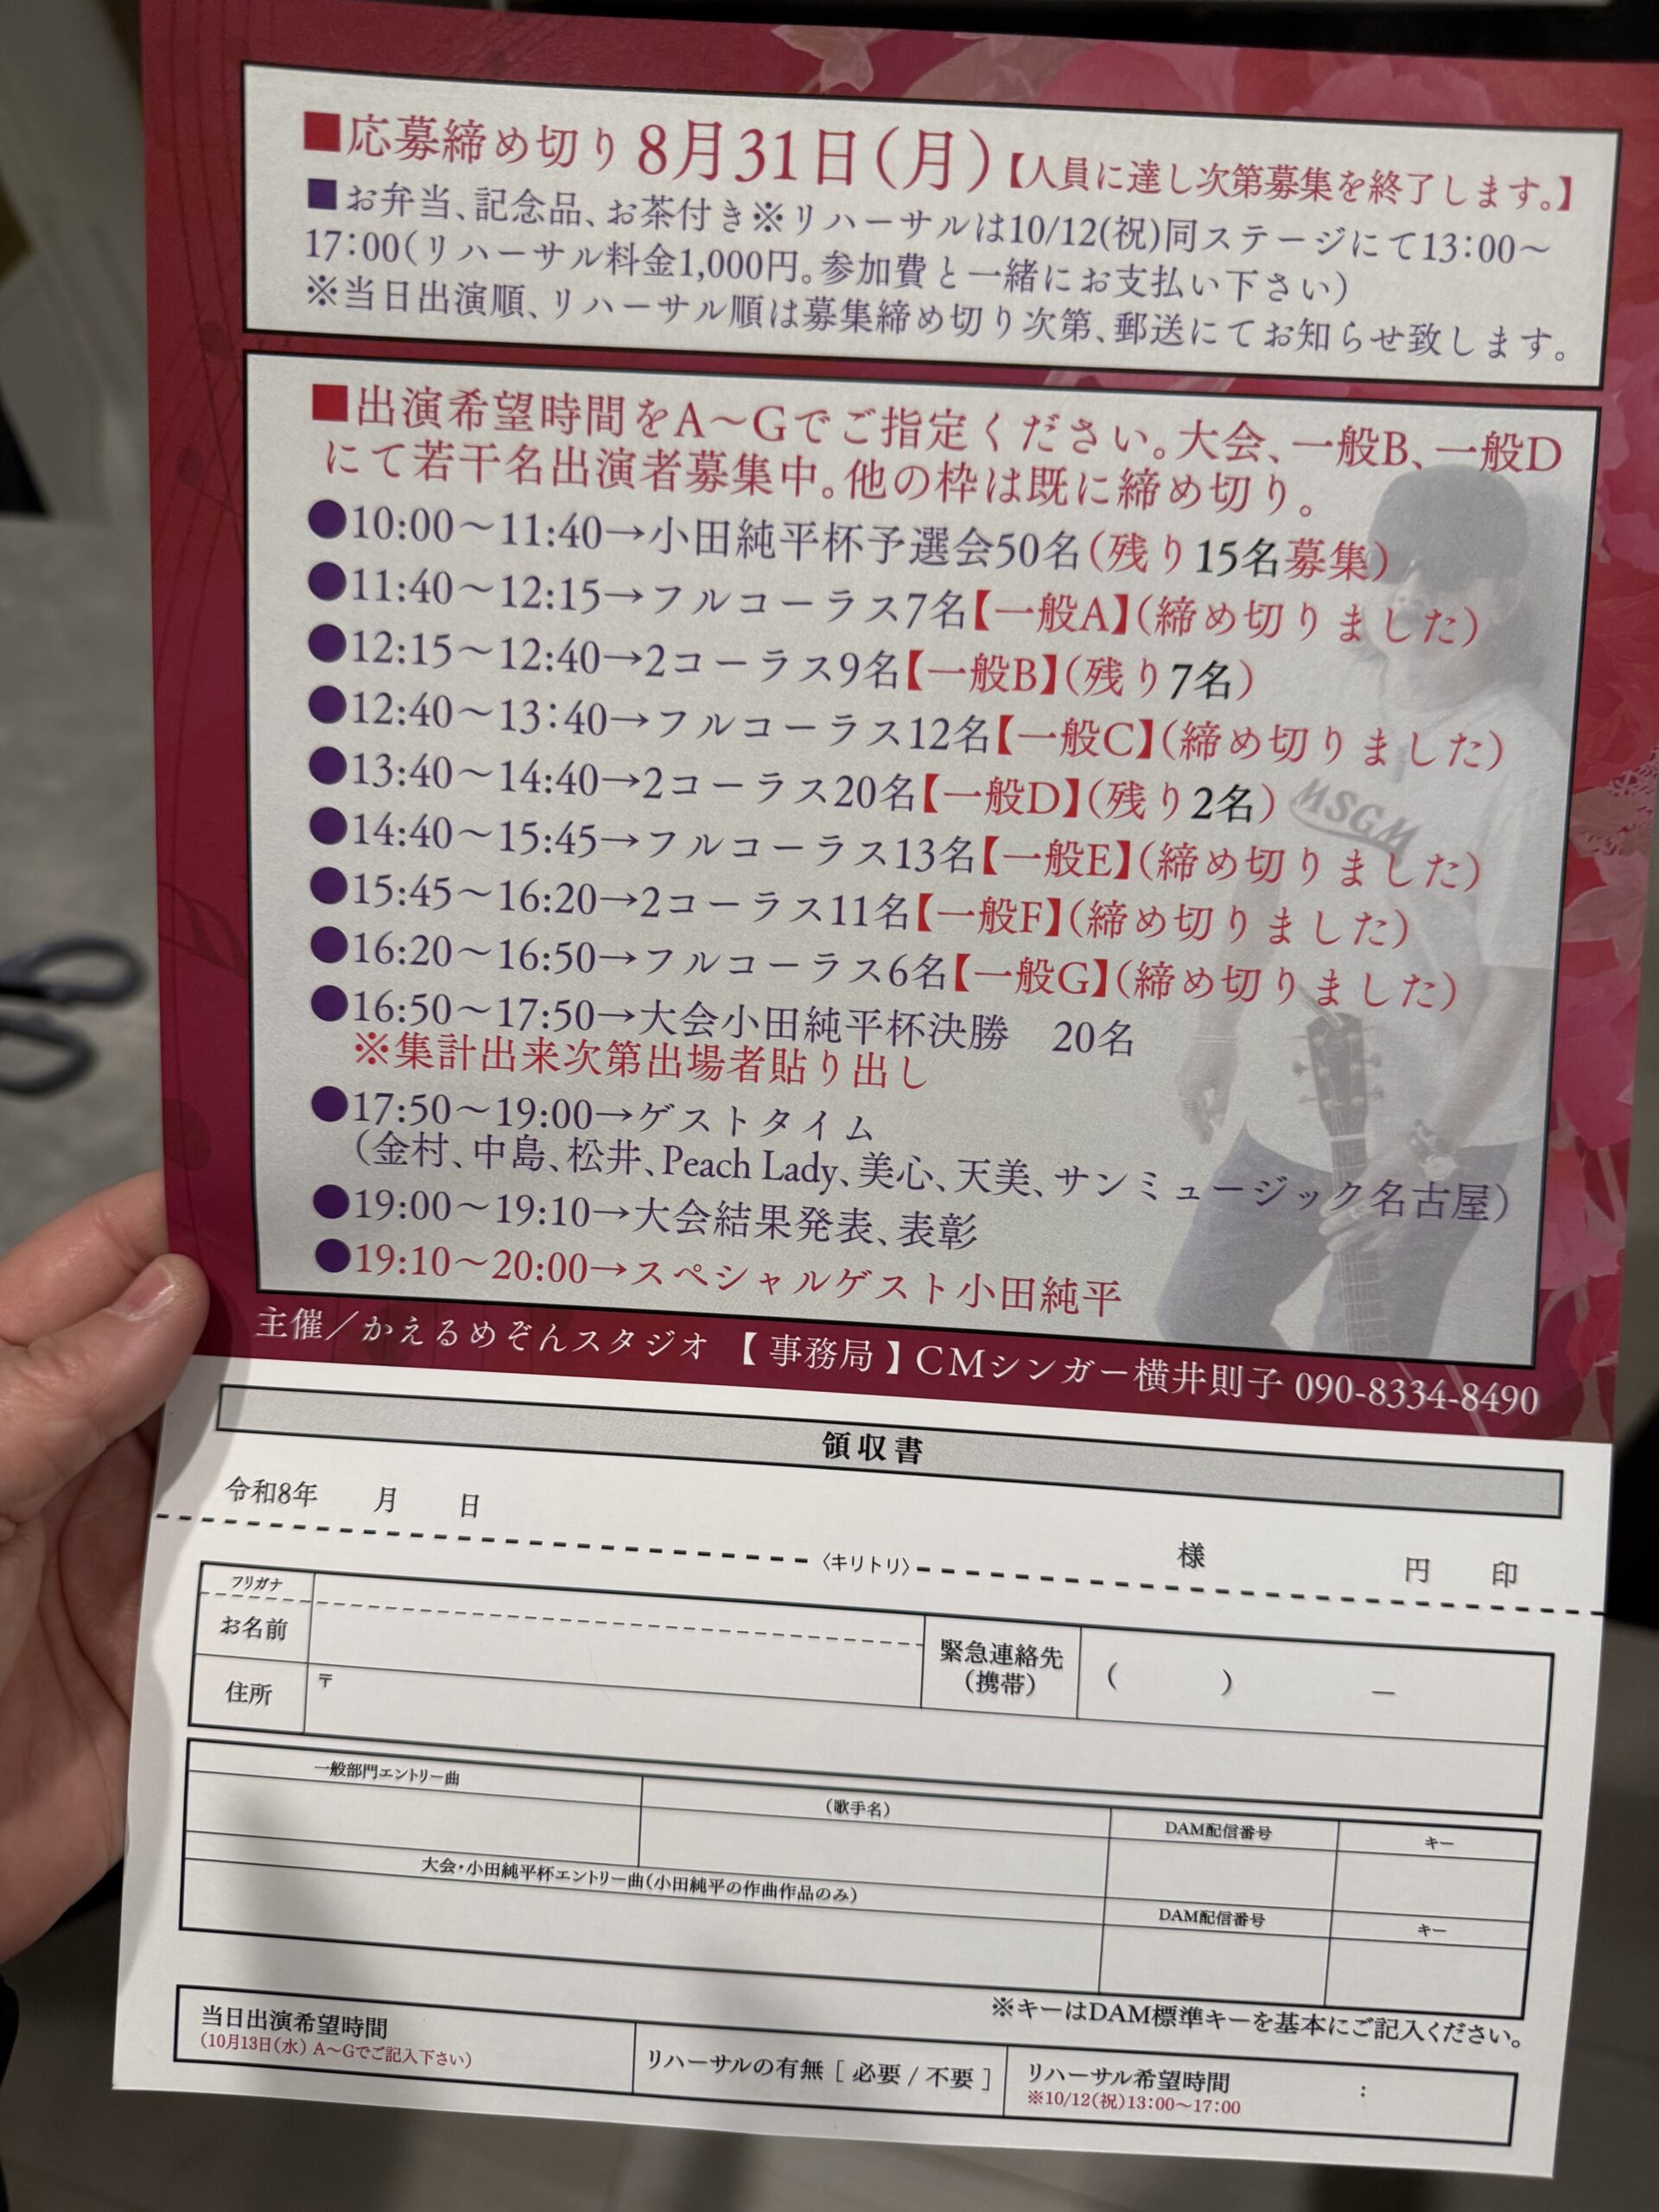 ■応募締め切り 8月31日(月)【人員に達し次第募集を終了します。】
■お弁当、記念品、お茶付き※リハーサルは10/12(祝)同ステージにて13:00〜
17:00(リハーサル料金1,000円。参加費と一緒にお支払い下さい)
※当日出演順、リハーサル順は募集締め切り次第、郵送にてお知らせ致します。
■出演希望時間をA〜Gでご指定ください。大会、一般B、一般D
にて若干名出演者募集中。他の枠は既に締め切り。
●10:00〜11:40→小田純平杯予選会50名(残り15名募集)
●11:40〜12:15→フルコーラス7名【一般A】(締め切りました)
●12:15〜12:40→2コーラス9名【一般B】(残り7名)
●12:40〜13:40→フルコーラス12名【一般C】(締め切りました)
●13:40〜14:40→2コーラス20名【一般D】(残り2名)
●14:40〜15:45→フルコーラス13名【一般E】(締め切りました)
●15:45〜16:20→2コーラス11名【一般F】(締め切りました)
●16:20〜16:50→フルコーラス6名【一般G】(締め切りました)
●16:50〜17:50→大会小田純平杯決勝 20名
※集計出来次第出場者貼り出し
●17:50〜19:00→ゲストタイム
(金村、中島、松井、Peach Lady、美心、天美、サンミュージック名古屋)
●19:00〜19:10→大会結果発表、表彰
●19:10〜20:00→スペシャルゲスト小田純平
MSGM
主催/かえるめぞんスタジオ 【事務局】CMシンガー横井則子 090-8334-8490
領収書
令和8年 月 日
様 円 印
〈キリトリ〉
フリガナ
お名前
緊急連絡先
(携帯)
( ) ー
住所
〒
一般部門エントリー曲 (歌手名) DAM配信番号 キー
大会・小田純平杯エントリー曲(小田純平の作曲作品のみ) DAM配信番号 キー
※キーはDAM標準キーを基本にご記入ください。
当日出演希望時間
(10月13日(水) A〜Gでご記入下さい)
リハーサルの有無 [ 必要 / 不要 ]
リハーサル希望時間 :
※10/12(祝)13:00〜17:00